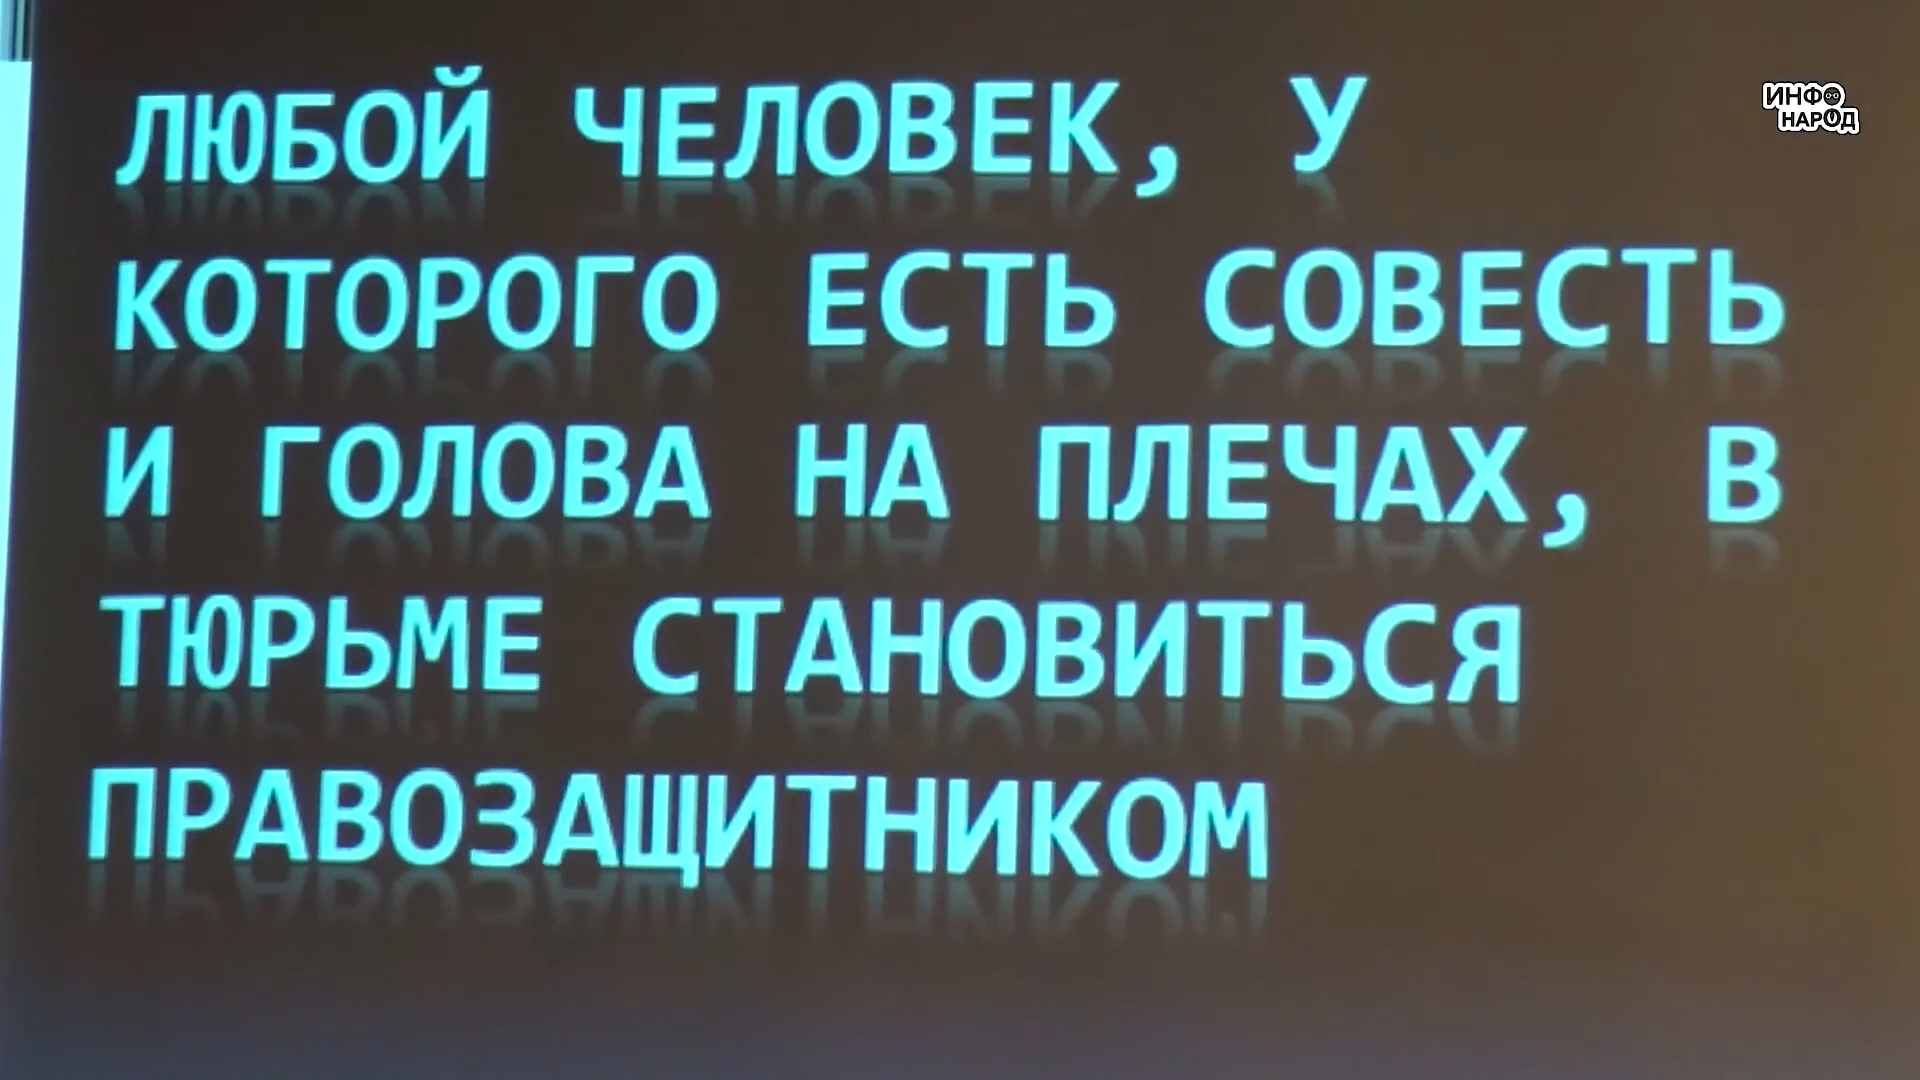 ЛЮБОЙ ЧЕЛОВЕК, У
КОТОРОГО ЕСТЬ СОВЕСТЬ
И ГОЛОВА НА ПЛЕЧАХ, В
ТЮРЬМЕ СТАНОВИТЬСЯ
ПРАВОЗАЩИТНИКОМ
ИНФО
НАРОД